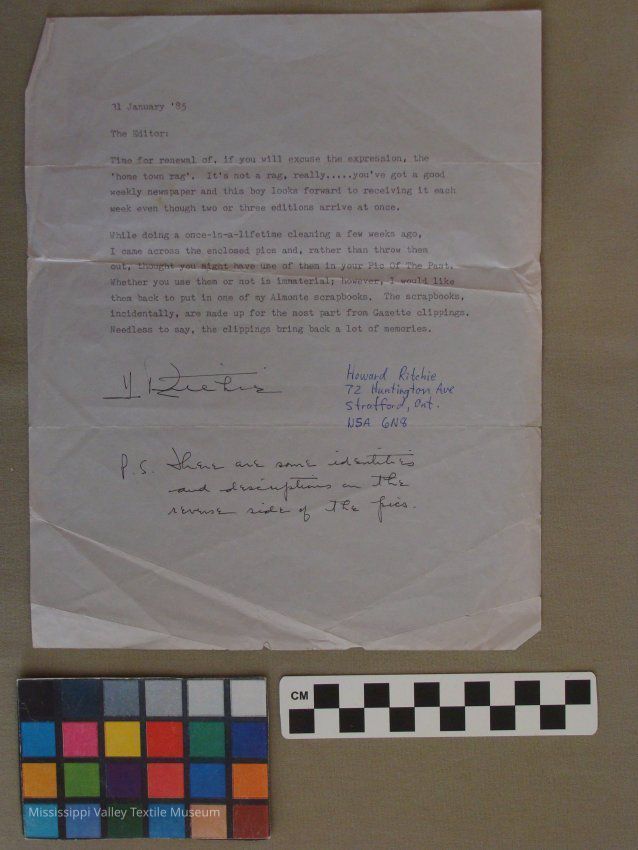 31 January '85
The Editor:
Time for renewal of, if you will excuse the expression, the
'home town rag'. It's not a rag, really.....you've got a good
weekly newspaper and this boy looks forward to receiving it each
week even though two or three editions arrive at once.
While doing a once-in-a-lifetime cleaning a few weeks ago,
I came across the enclosed pics and, rather than throw them
out, thought you might have use of them in your Pic Of The Past.
Whether you use them or not is immaterial; however, I would like
them back to put in one of my Almonte scrapbooks. The scrapbooks,
incidentally, are made up for the most part from Gazette clippings.
Needless to say, the clippings bring back a lot of memories.
H Ritchie
Howard Ritchie
72 Huntington Ave
Stratford, Ont.
N5A 6N8
P.S. There are some identities
and descriptions on the
reverse side of the pics.
CM
Mississippi Valley Textile Museum